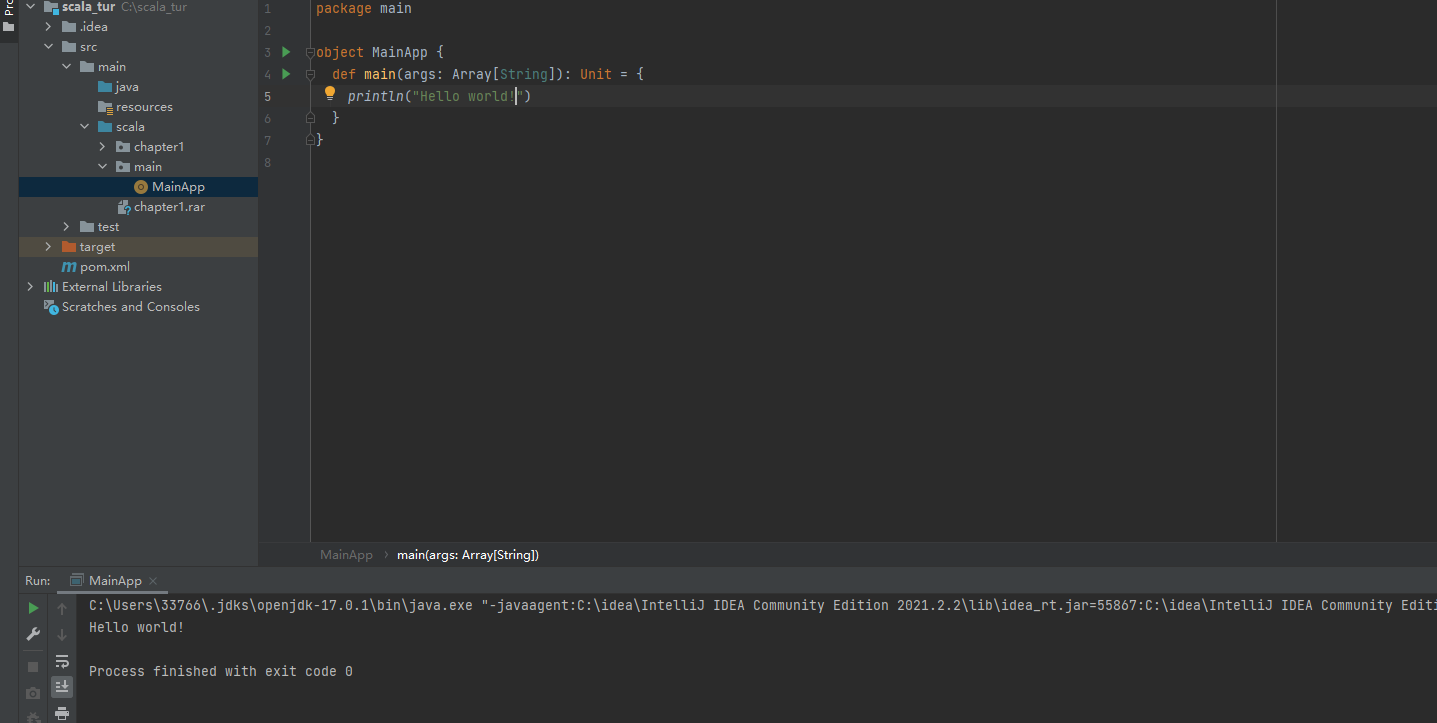 Pro
scala_tur C:\scala_tur
.idea
src
main
java
resources
scala
chapter1
main
MainApp
chapter1.rar
test
target
pom.xml
External Libraries
Scratches and Consoles
1 package main
2
3 object MainApp {
4 def main(args: Array[String]): Unit = {
5 println("Hello world!")
6 }
7 }
8
MainApp › main(args: Array[String])
Run: MainApp
C:\Users\33766\.jdks\openjdk-17.0.1\bin\java.exe "-javaagent:C:\idea\IntelliJ IDEA Community Edition 2021.2.2\lib\idea_rt.jar=55867:C:\idea\IntelliJ IDEA Community Editi
Hello world!
Process finished with exit code 0